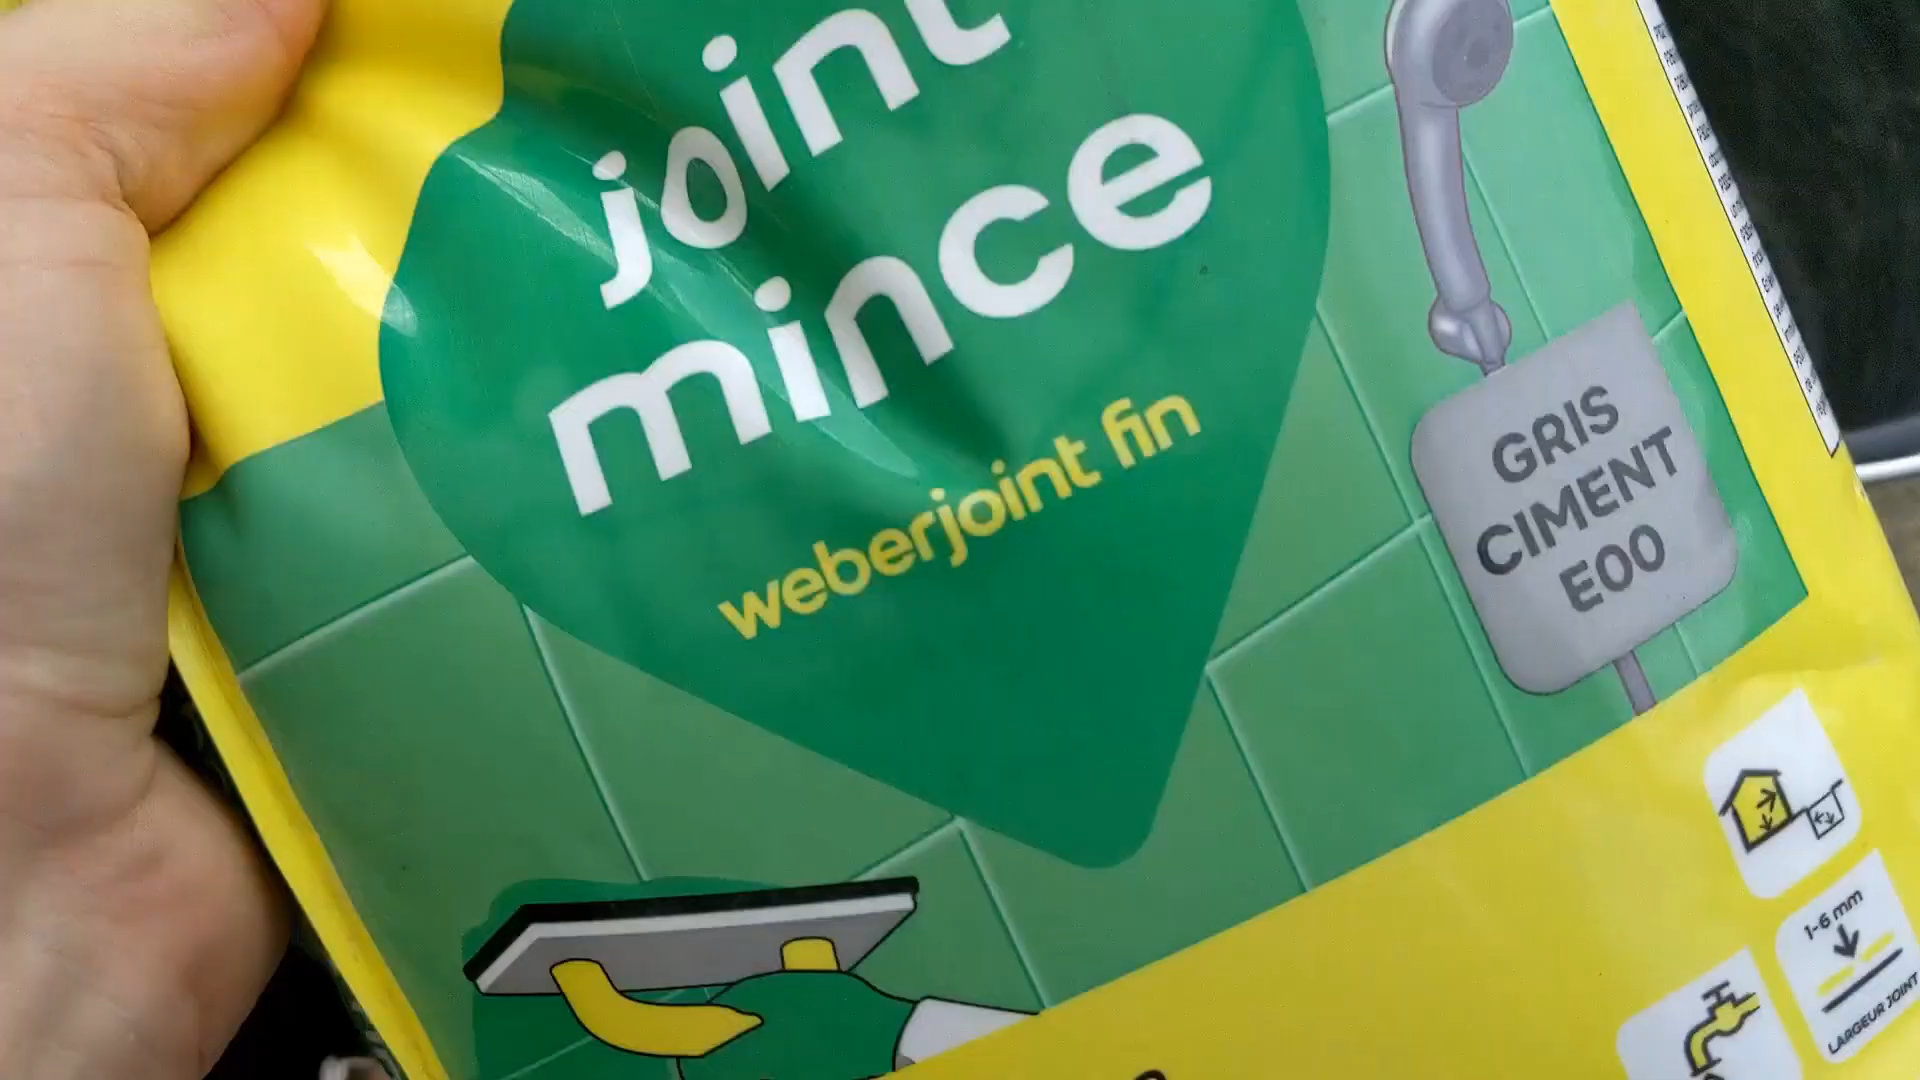 joint
mince
weberjoint fin
GRIS
CIMENT
E00
1-6 mm
LARGEUR JOINT